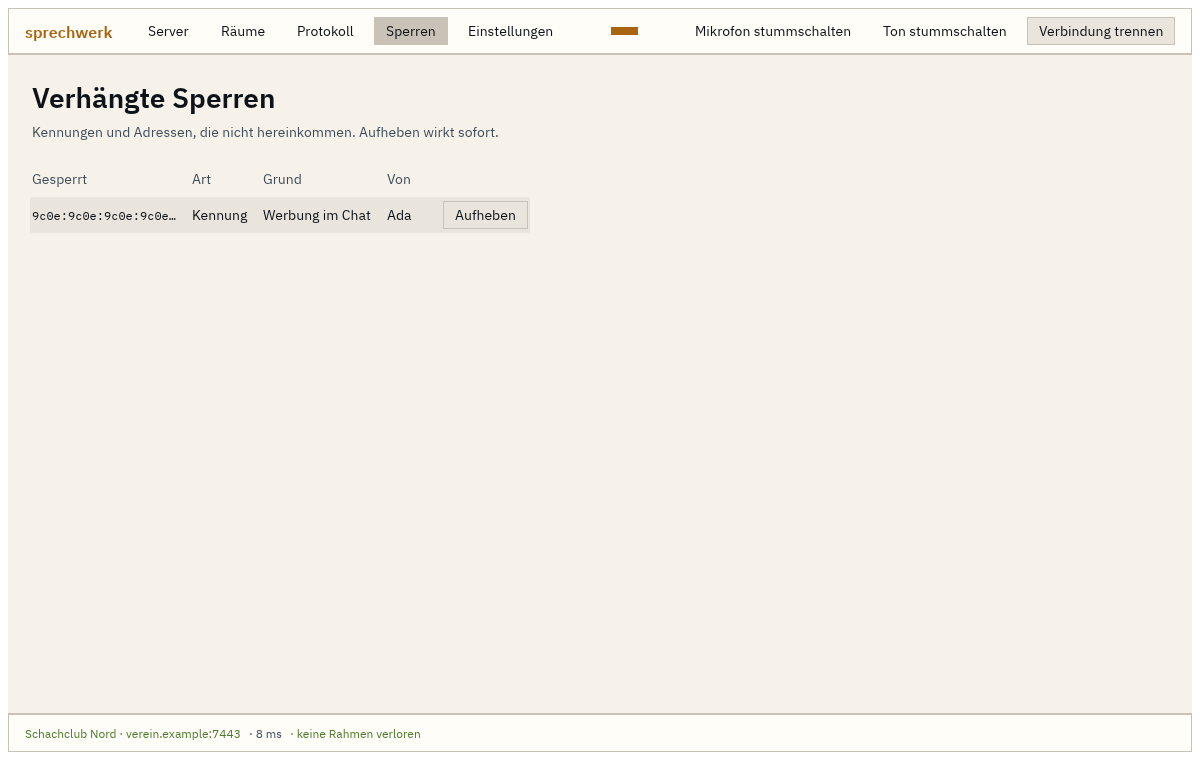 sprechwerk Server Räume Protokoll Sperren Einstellungen Mikrofon stummschalten Ton stummschalten Verbindung trennen
Verhängte Sperren
Kennungen und Adressen, die nicht hereinkommen. Aufheben wirkt sofort.
Gesperrt Art Grund Von
9c0e:9c0e:9c0e:9c0e… Kennung Werbung im Chat Ada Aufheben
Schachclub Nord · verein.example:7443 · 8 ms · keine Rahmen verloren